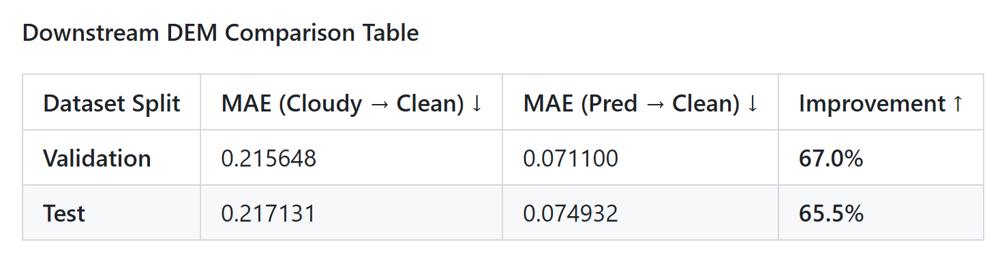 Downstream DEM Comparison Table
Dataset Split MAE (Cloudy → Clean) ↓ MAE (Pred → Clean) ↓ Improvement ↑
Validation 0.215648 0.071100 67.0%
Test 0.217131 0.074932 65.5%